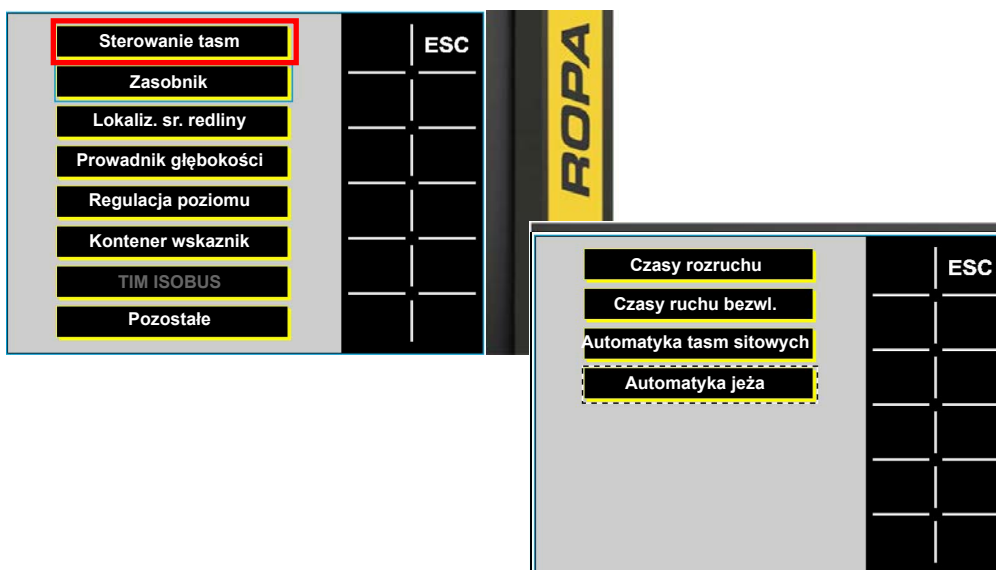 Sterowanie tasm
ESC
Zasobnik
Lokaliz. sr. redliny
Prowadnik głębokości
Regulacja poziomu
Kontener wskaznik
TIM ISOBUS
Pozostałe
ROPA
Czasy rozruchu
ESC
Czasy ruchu bezwl.
Automatyka tasm sitowych
Automatyka jeża